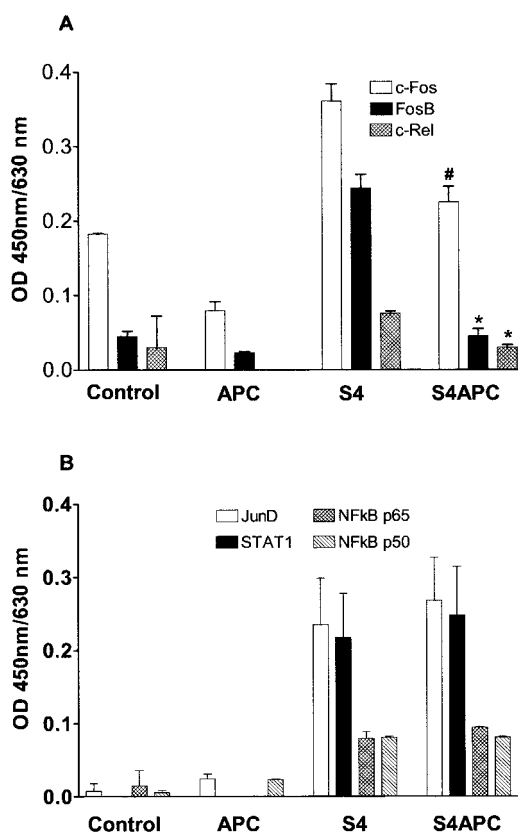 A
0.4
0.3
0.2
0.1
0.0
OD 450nm/630 nm
c-Fos
FosB
c-Rel
#
*
*
Control APC S4 S4APC
B
0.4
0.3
0.2
0.1
0.0
OD 450nm/630 nm
JunD NFkB p65
STAT1 NFkB p50
Control APC S4 S4APC